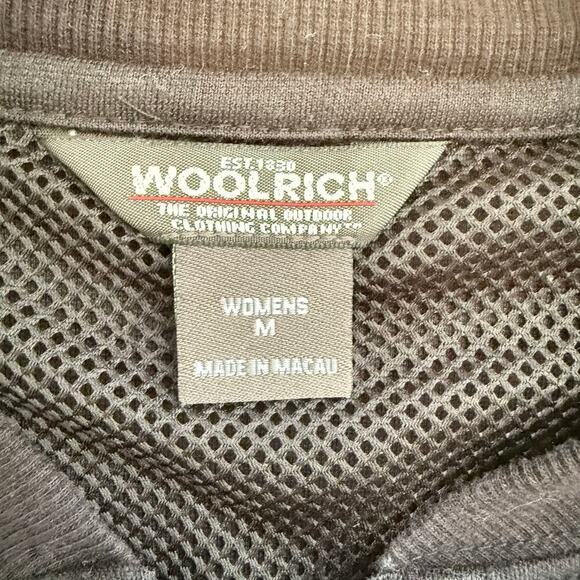 EST. 1830
WOOLRICH®
THE ORIGINAL OUTDOOR
CLOTHING COMPANY™
WOMENS
M
MADE IN MACAU